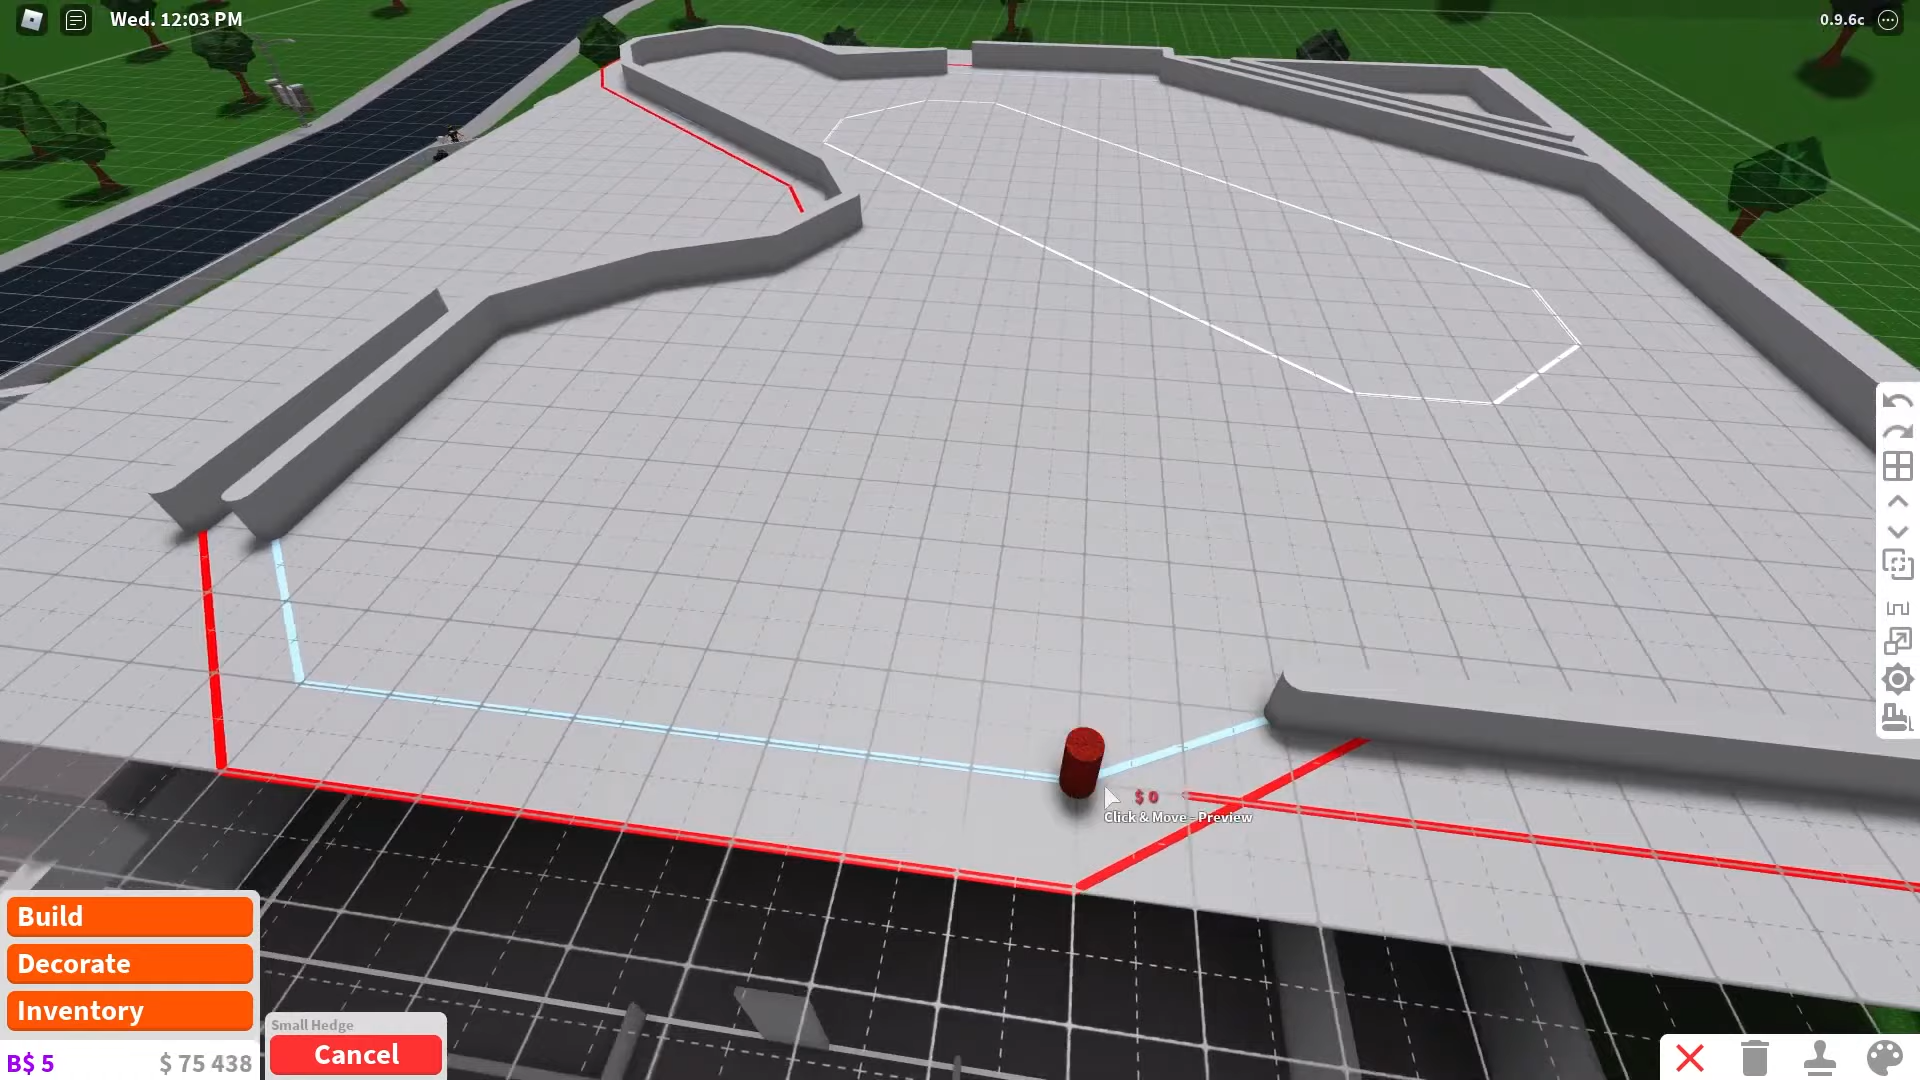 Wed. 12:03 PM
0.9.6c
$ 0
Click & Move - Preview
Build
Decorate
Inventory
Small Hedge
Cancel
B$ 5
$ 75 438